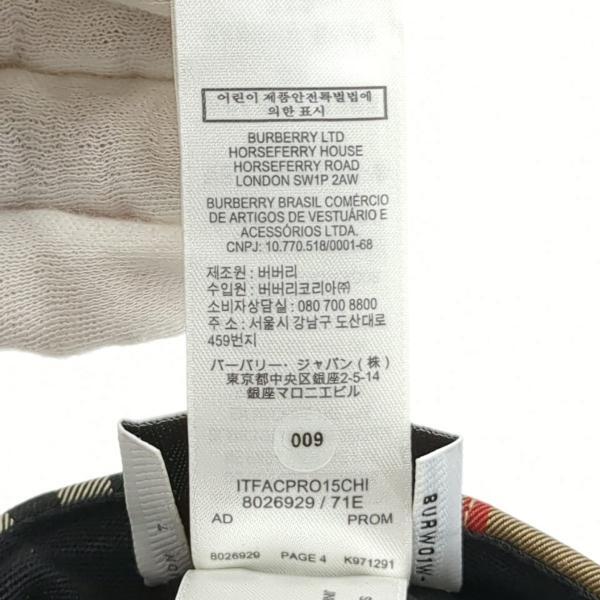 어린이 제품안전특별법에
의한 표시
BURBERRY LTD
HORSEFERRY HOUSE
HORSEFERRY ROAD
LONDON SW1P 2AW
BURBERRY BRASIL COMÉRCIO
DE ARTIGOS DE VESTUÁRIO E
ACESSÓRIOS LTDA.
CNPJ: 10.770.518/0001-68
제조원 : 버버리
수입원 : 버버리코리아㈜
소비자상담실 : 080 700 8800
주 소 : 서울시 강남구 도산대로
459번지
バーバリー・ジャパン (株)
東京都中央区銀座2-5-14
銀座マロニエビル
009
ITFACPRO15CHI
8026929 / 71E
AD PROM
8026929 PAGE 4 K971291
BURW01W-